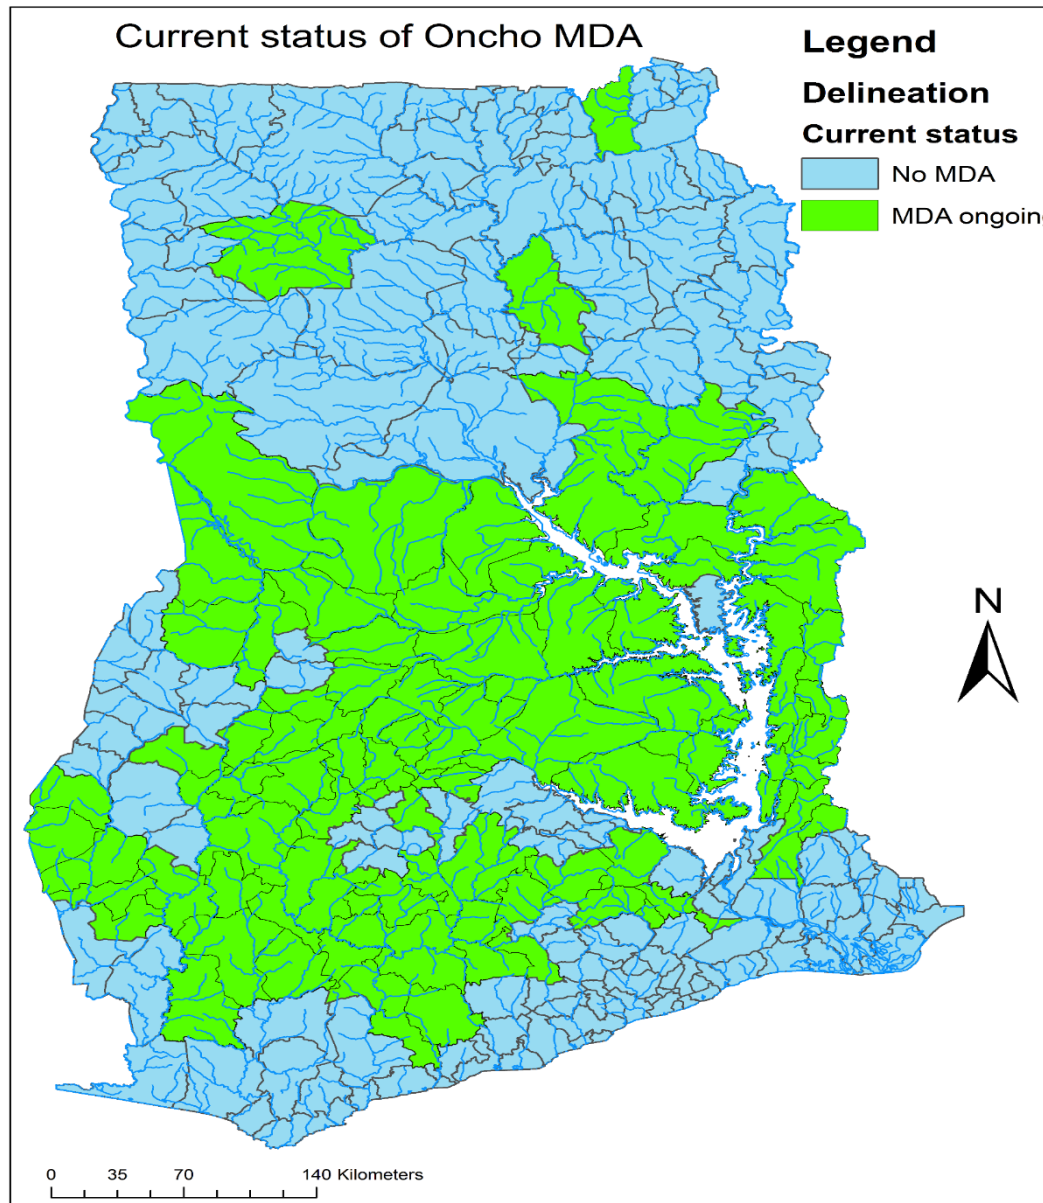 Current status of Oncho MDA
Legend
Delineation
Current status
No MDA
MDA ongoing
N
0 35 70 140 Kilometers